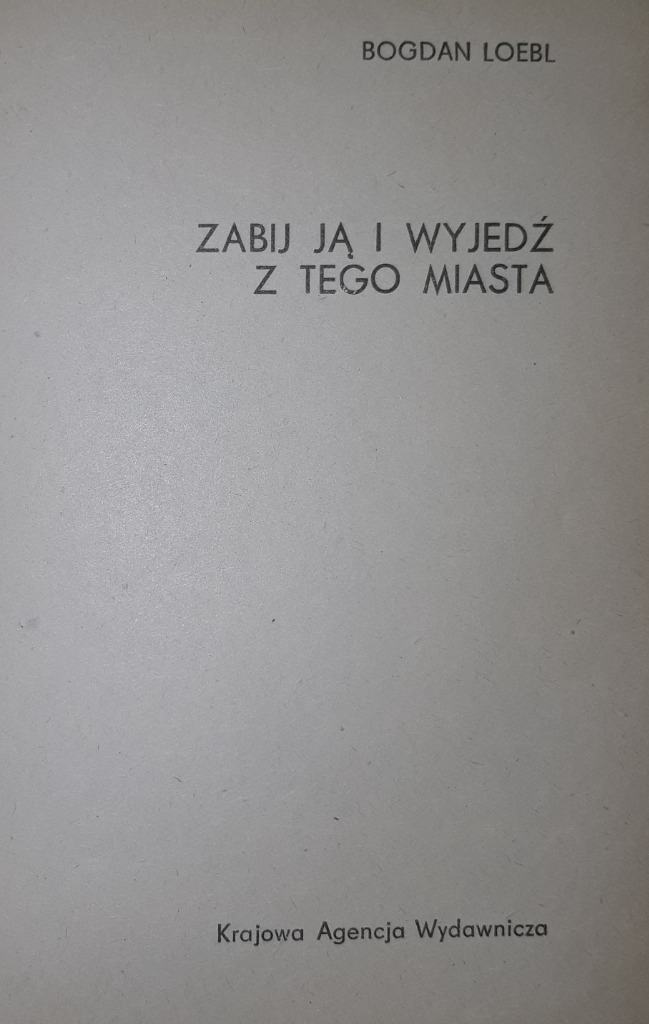 BOGDAN LOEBL
ZABIJ JĄ I WYJEDŹ
Z TEGO MIASTA
Krajowa Agencja Wydawnicza